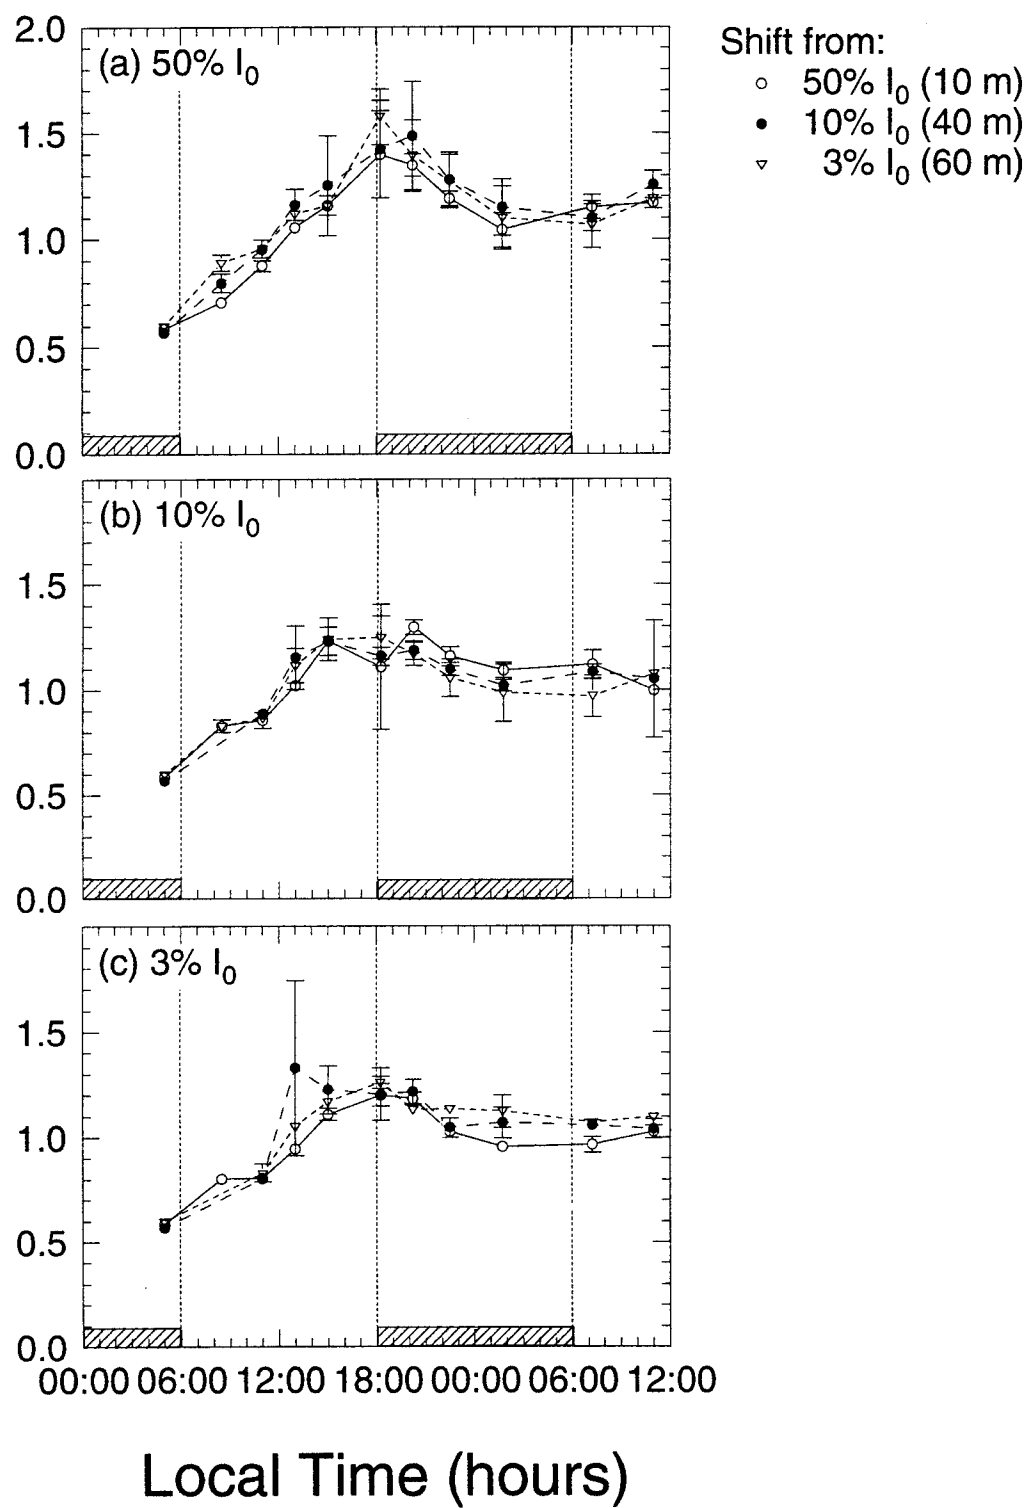 2.0
(a) 50% I₀
1.5
1.0
0.5
0.0
Shift from:
○ 50% I₀ (10 m)
● 10% I₀ (40 m)
▽ 3% I₀ (60 m)
(b) 10% I₀
1.5
1.0
0.5
0.0
(c) 3% I₀
1.5
1.0
0.5
0.0
00:00 06:00 12:00 18:00 00:00 06:00 12:00
Local Time (hours)